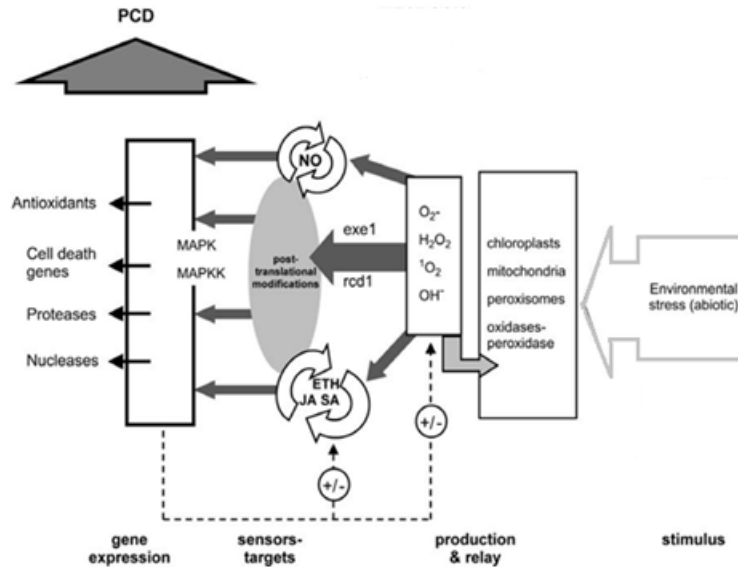 PCD
NO
Antioxidants
Cell death
genes
Proteases
Nucleases
MAPK
MAPKK
post-
translational
modifications
exe1
rcd1
ETH
JA SA
O₂-
H₂O₂
¹O₂
OH⁻
chloroplasts
mitochondria
peroxisomes
oxidases-
peroxidase
Environmental
stress (abiotic)
+/-
+/-
gene
expression
sensors-
targets
production
& relay
stimulus